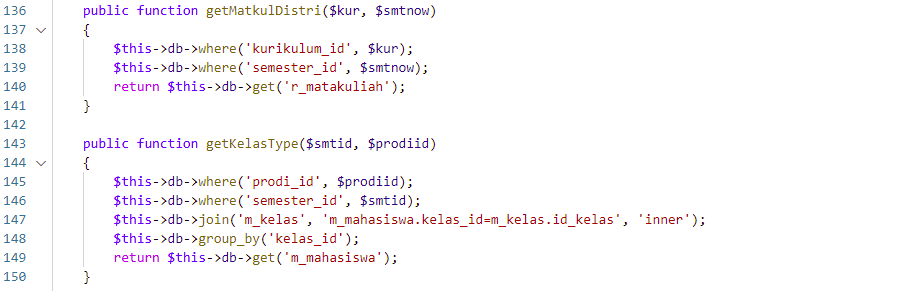 136 public function getMatkulDistri($kur, $smtnow)
137 {
138 $this->db->where('kurikulum_id', $kur);
139 $this->db->where('semester_id', $smtnow);
140 return $this->db->get('r_matakuliah');
141 }
142
143 public function getKelasType($smtid, $prodiid)
144 {
145 $this->db->where('prodi_id', $prodiid);
146 $this->db->where('semester_id', $smtid);
147 $this->db->join('m_kelas', 'm_mahasiswa.kelas_id=m_kelas.id_kelas', 'inner');
148 $this->db->group_by('kelas_id');
149 return $this->db->get('m_mahasiswa');
150 }